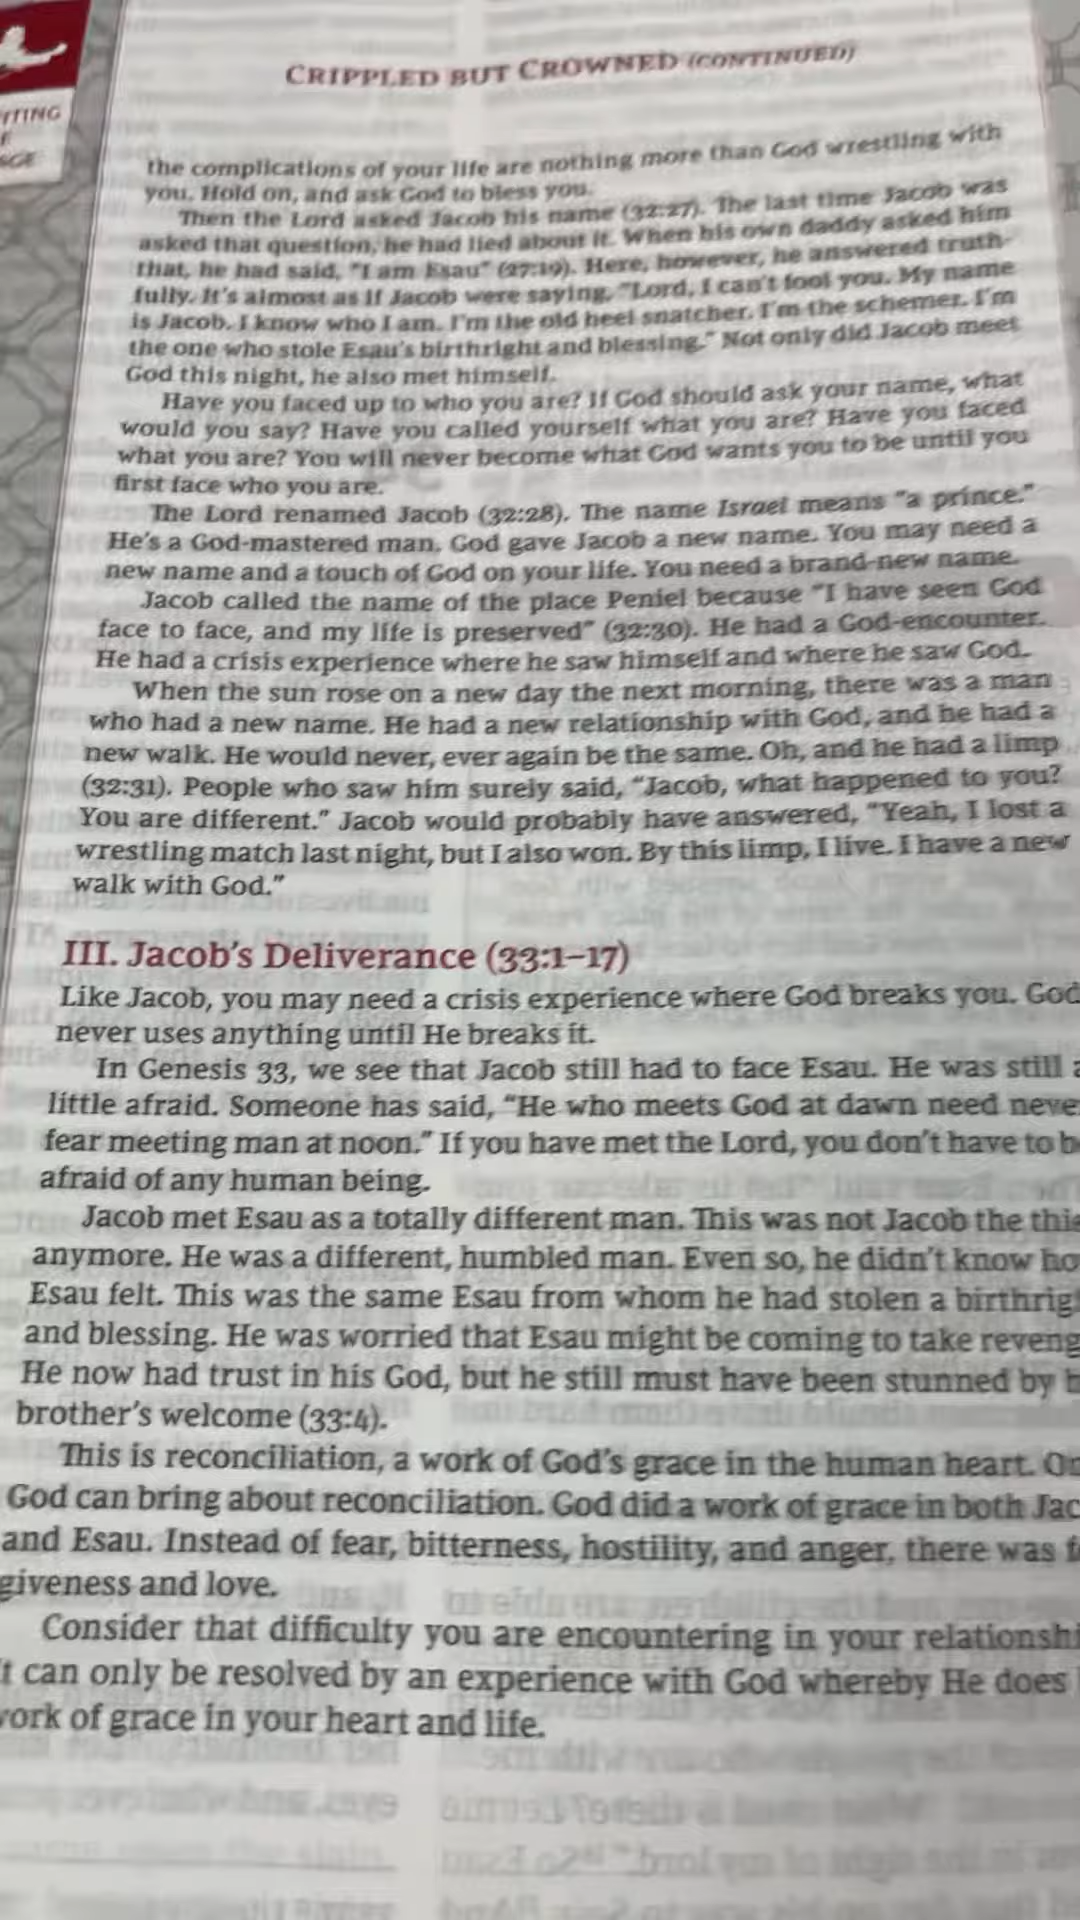 CRIPPLED BUT CROWNED (CONTINUED)
the complications of your life are nothing more than God wrestling with
you. Hold on, and ask God to bless you.
Then the Lord asked Jacob his name (32:27). The last time Jacob was
asked that question, he had lied about it. When his own daddy asked him
that, he had said, "I am Esau" (27:19). Here, however, he answered truth-
fully. It's almost as if Jacob were saying, "Lord, I can't fool you. My name
is Jacob. I know who I am. I'm the old heel snatcher. I'm the schemer. I'm
the one who stole Esau's birthright and blessing." Not only did Jacob meet
God this night, he also met himself.
Have you faced up to who you are? If God should ask your name, what
would you say? Have you called yourself what you are? Have you faced
what you are? You will never become what God wants you to be until you
first face who you are.
The Lord renamed Jacob (32:28). The name Israel means "a prince."
He's a God-mastered man. God gave Jacob a new name. You may need a
new name and a touch of God on your life. You need a brand-new name.
Jacob called the name of the place Peniel because "I have seen God
face to face, and my life is preserved" (32:30). He had a God-encounter.
He had a crisis experience where he saw himself and where he saw God.
When the sun rose on a new day the next morning, there was a man
who had a new name. He had a new relationship with God, and he had a
new walk. He would never, ever again be the same. Oh, and he had a limp
(32:31). People who saw him surely said, "Jacob, what happened to you?
You are different." Jacob would probably have answered, "Yeah, I lost a
wrestling match last night, but I also won. By this limp, I live. I have a new
walk with God."
III. Jacob's Deliverance (33:1–17)
Like Jacob, you may need a crisis experience where God breaks you. God
never uses anything until He breaks it.
In Genesis 33, we see that Jacob still had to face Esau. He was still a
little afraid. Someone has said, "He who meets God at dawn need neve
fear meeting man at noon." If you have met the Lord, you don't have to b
afraid of any human being.
Jacob met Esau as a totally different man. This was not Jacob the thie
anymore. He was a different, humbled man. Even so, he didn't know ho
Esau felt. This was the same Esau from whom he had stolen a birthrig
and blessing. He was worried that Esau might be coming to take reveng
He now had trust in his God, but he still must have been stunned by h
brother's welcome (33:4).
This is reconciliation, a work of God's grace in the human heart. On
God can bring about reconciliation. God did a work of grace in both Jac
and Esau. Instead of fear, bitterness, hostility, and anger, there was f
giveness and love.
Consider that difficulty you are encountering in your relationshi
t can only be resolved by an experience with God whereby He does
work of grace in your heart and life.